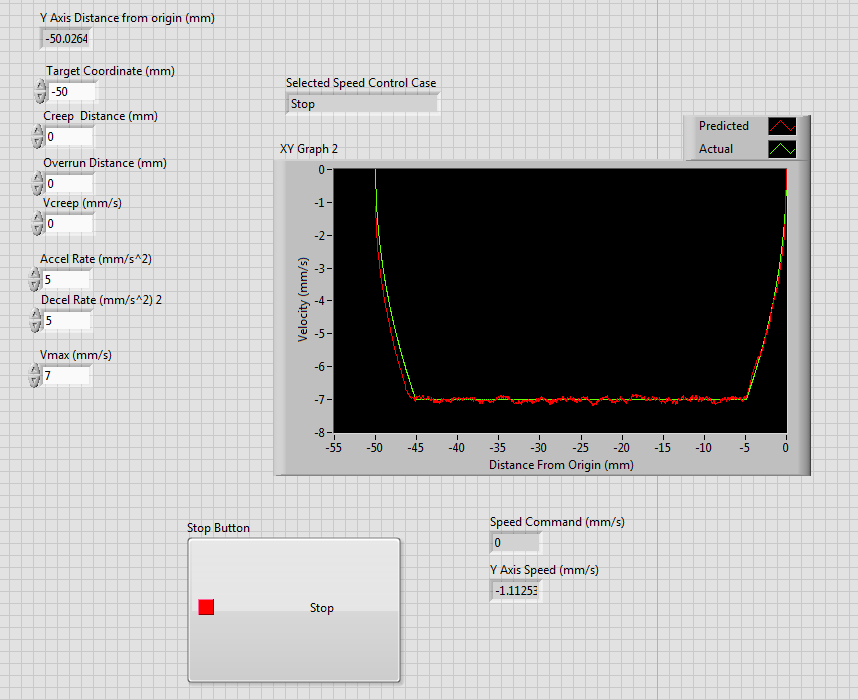 Y Axis Distance from origin (mm)
-50.0264
Target Coordinate (mm)
-50
Creep Distance (mm)
0
Overrun Distance (mm)
0
Vcreep (mm/s)
0
Accel Rate (mm/s^2)
5
Decel Rate (mm/s^2) 2
5
Vmax (mm/s)
7
Selected Speed Control Case
Stop
XY Graph 2
Predicted
Actual
0
-1
-2
-3
-4
-5
-6
-7
-8
Velocity (mm/s)
-55 -50 -45 -40 -35 -30 -25 -20 -15 -10 -5 0
Distance From Origin (mm)
Stop Button
Stop
Speed Command (mm/s)
0
Y Axis Speed (mm/s)
-1.11253